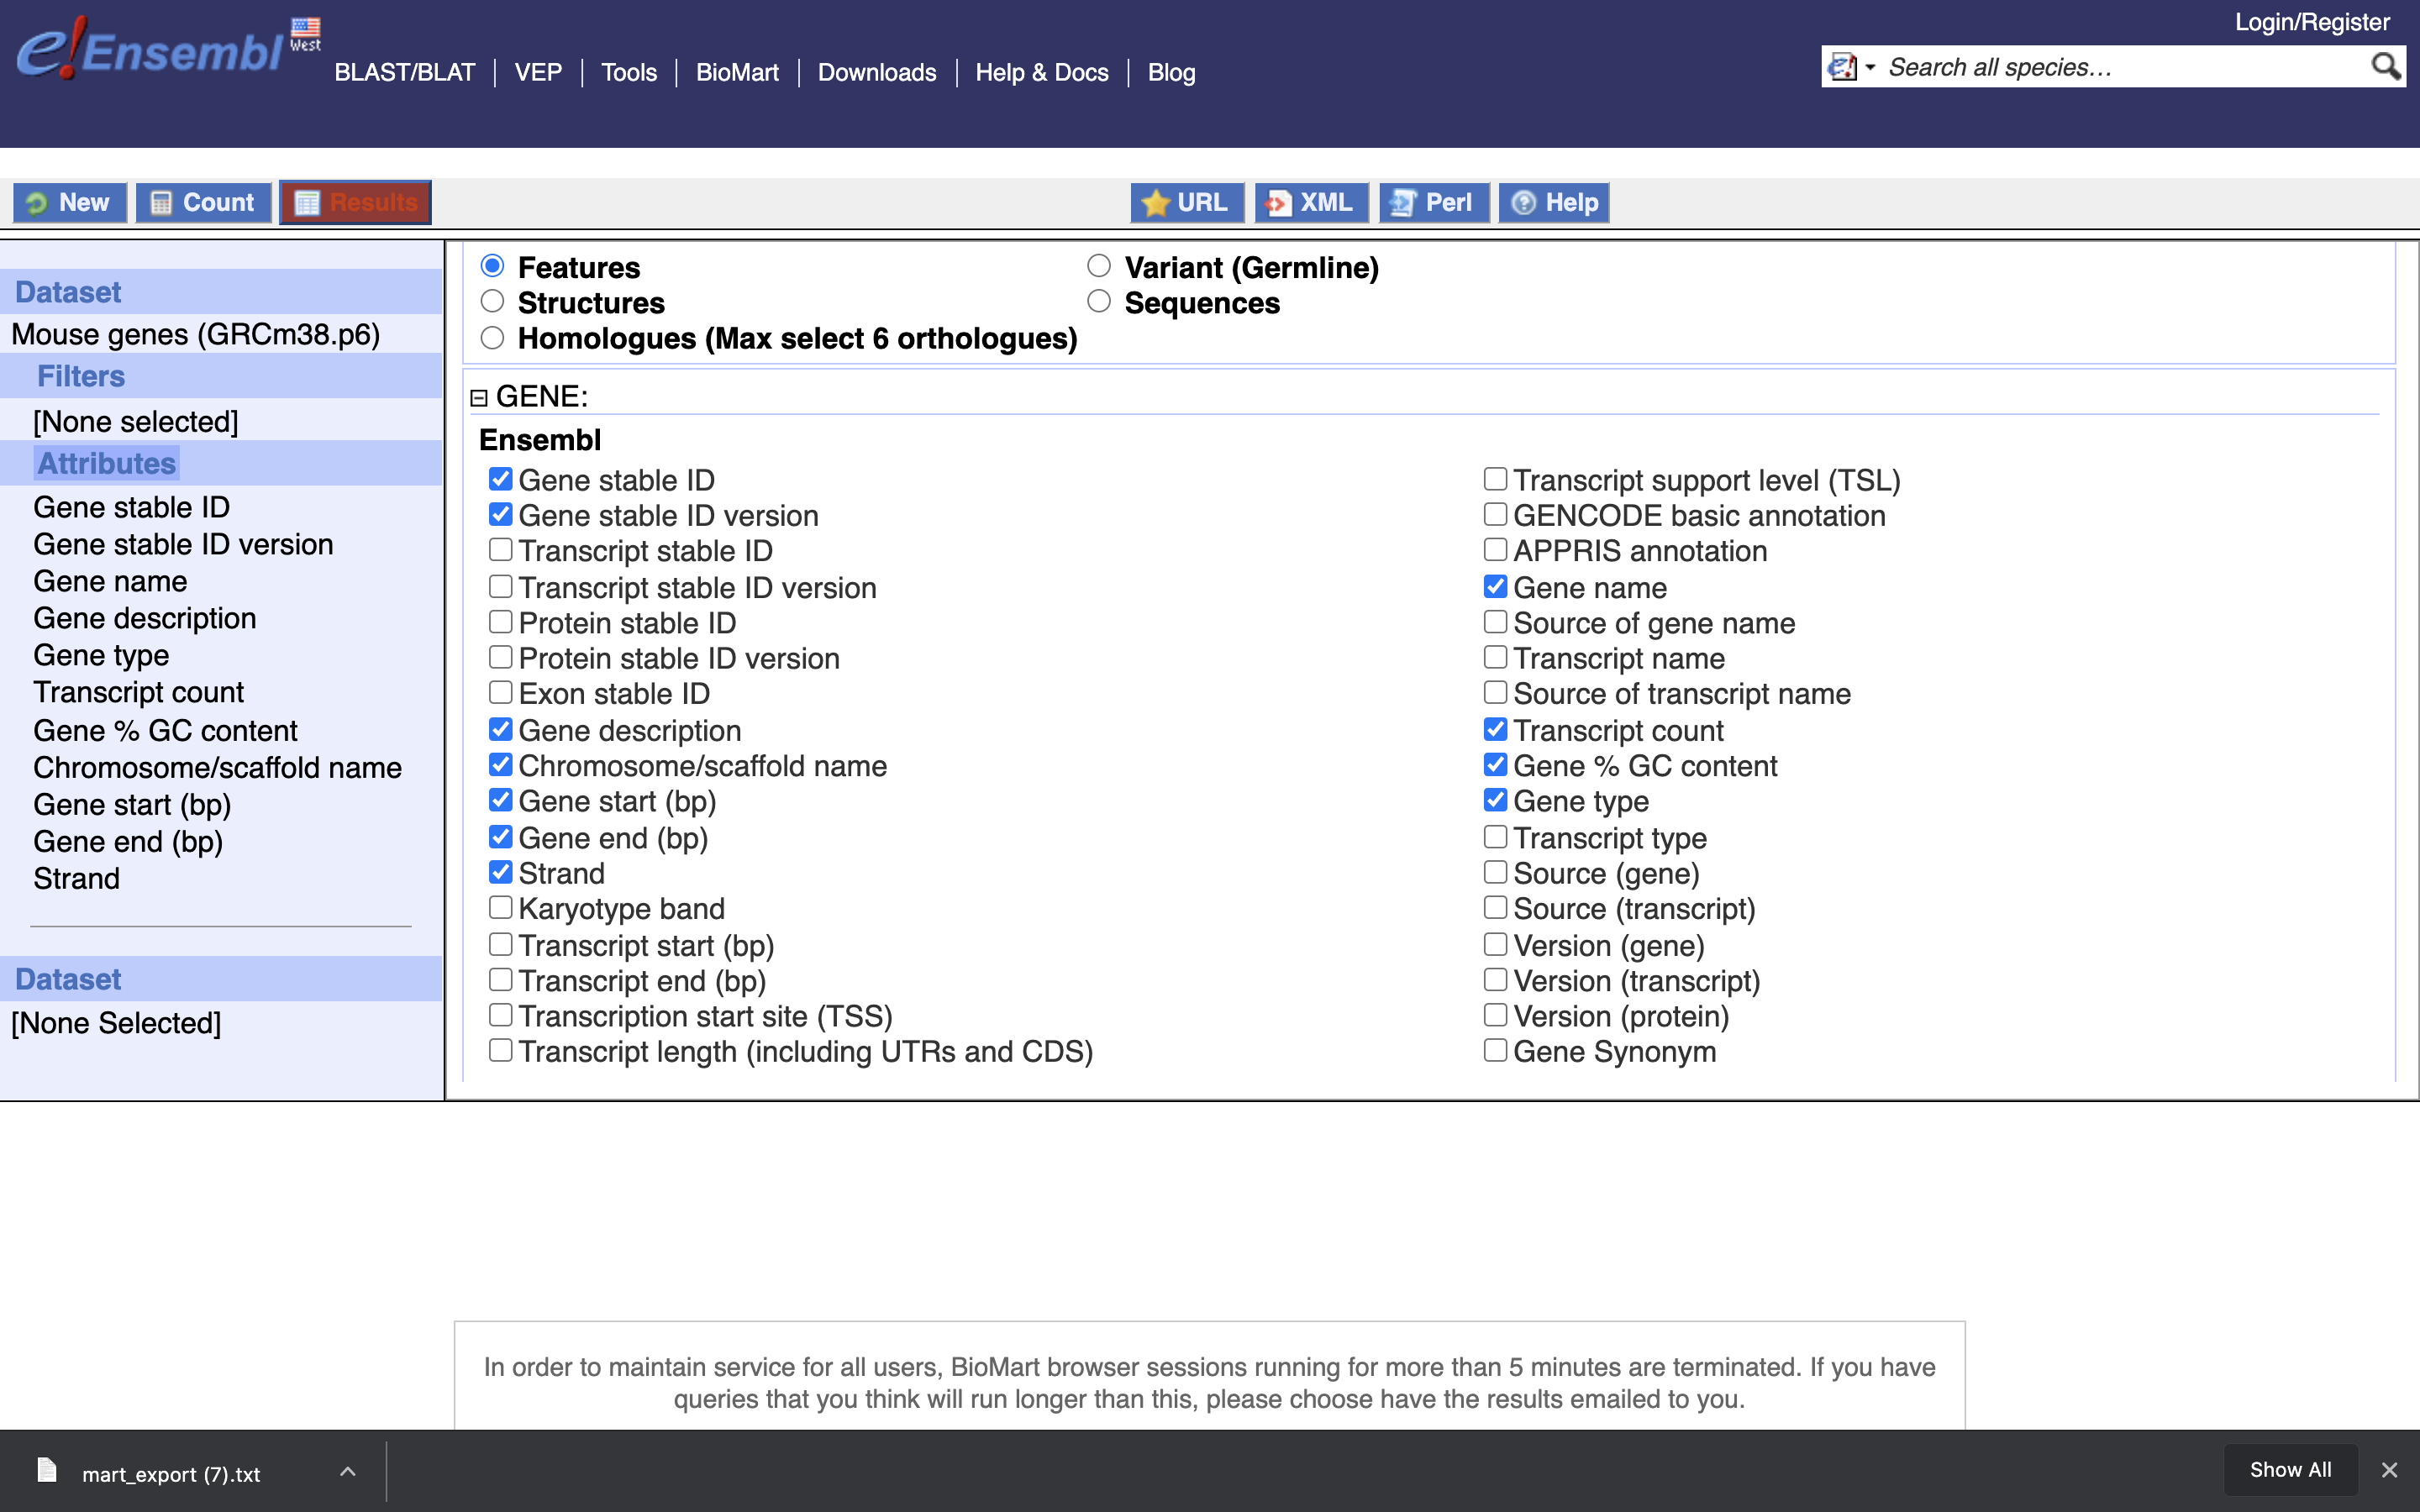 e!Ensembl
West
BLAST/BLAT | VEP | Tools | BioMart | Downloads | Help & Docs | Blog
Login/Register
Search all species...
New
Count
Results
URL
XML
Perl
Help
Dataset
Mouse genes (GRCm38.p6)
Filters
[None selected]
Attributes
Gene stable ID
Gene stable ID version
Gene name
Gene description
Gene type
Transcript count
Gene % GC content
Chromosome/scaffold name
Gene start (bp)
Gene end (bp)
Strand
Dataset
[None Selected]
Features
Structures
Homologues (Max select 6 orthologues)
Variant (Germline)
Sequences
GENE:
Ensembl
Gene stable ID
Gene stable ID version
Transcript stable ID
Transcript stable ID version
Protein stable ID
Protein stable ID version
Exon stable ID
Gene description
Chromosome/scaffold name
Gene start (bp)
Gene end (bp)
Strand
Karyotype band
Transcript start (bp)
Transcript end (bp)
Transcription start site (TSS)
Transcript length (including UTRs and CDS)
Transcript support level (TSL)
GENCODE basic annotation
APPRIS annotation
Gene name
Source of gene name
Transcript name
Source of transcript name
Transcript count
Gene % GC content
Gene type
Transcript type
Source (gene)
Source (transcript)
Version (gene)
Version (transcript)
Version (protein)
Gene Synonym
In order to maintain service for all users, BioMart browser sessions running for more than 5 minutes are terminated. If you have
queries that you think will run longer than this, please choose have the results emailed to you.
mart_export (7).txt
Show All